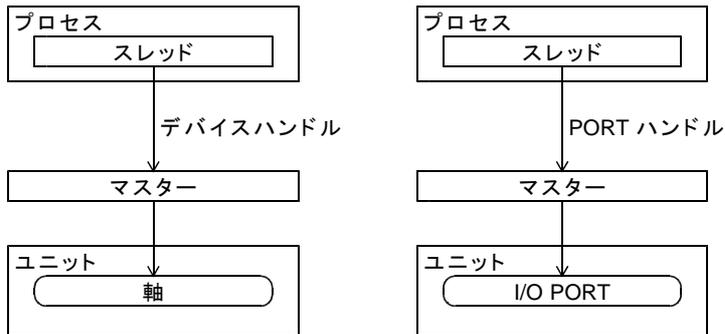 プロセス
スレッド
デバイスハンドル
マスター
ユニット
軸
プロセス
スレッド
PORT ハンドル
マスター
ユニット
I/O PORT